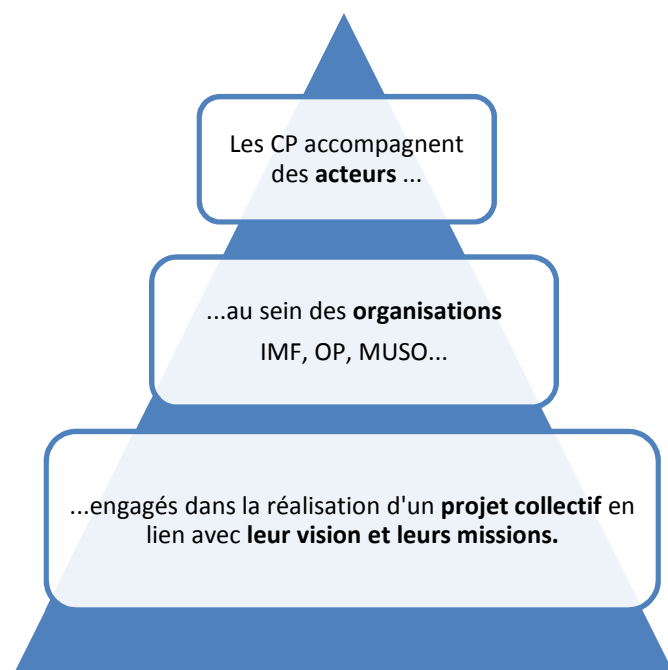 Les CP accompagnent
des acteurs ...
...au sein des organisations
IMF, OP, MUSO...
...engagés dans la réalisation d'un projet collectif en
lien avec leur vision et leurs missions.